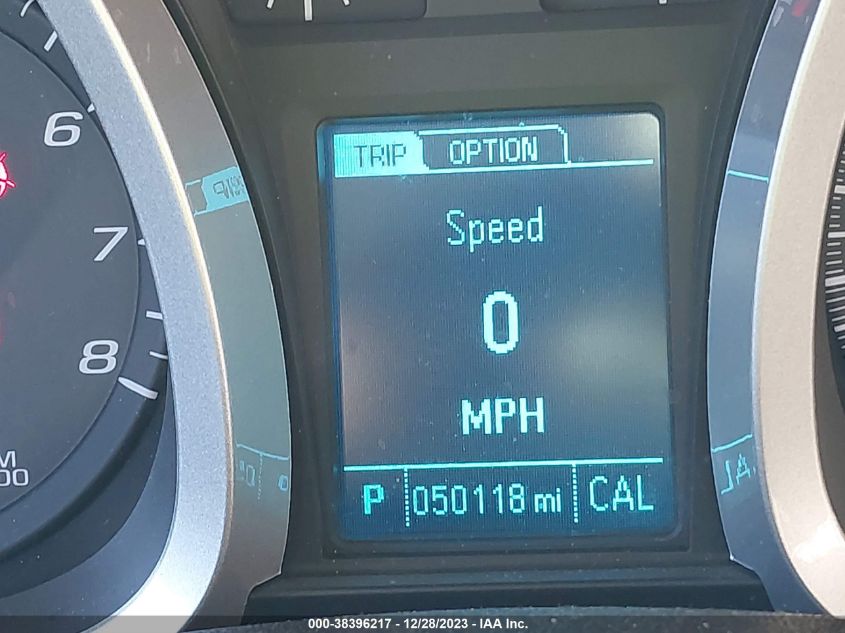 6
7
8
TRIP OPTION
Speed
0
MPH
P 050118 mi CAL
000-38396217 - 12/28/2023 - IAA Inc.